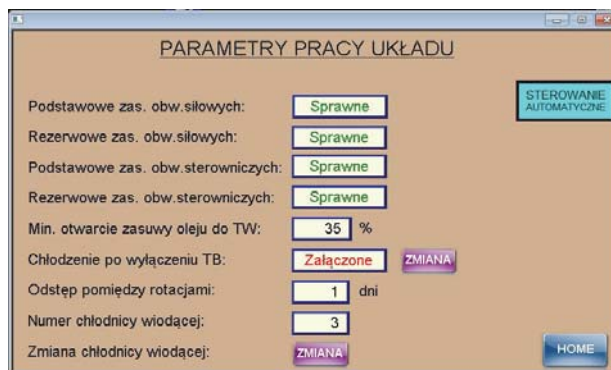 PARAMETRY PRACY UKŁADU
STEROWANIE
AUTOMATYCZNE
Podstawowe zas. obw.siłowych: Sprawne
Rezerwowe zas. obw.siłowych: Sprawne
Podstawowe zas. obw.sterowniczych: Sprawne
Rezerwowe zas. obw.sterowniczych: Sprawne
Min. otwarcie zasuwy oleju do TW: 35 %
Chłodzenie po wyłączeniu TB: Załączone ZMIANA
Odstęp pomiędzy rotacjami: 1 dni
Numer chłodnicy wiodącej: 3
Zmiana chłodnicy wiodącej: ZMIANA
HOME